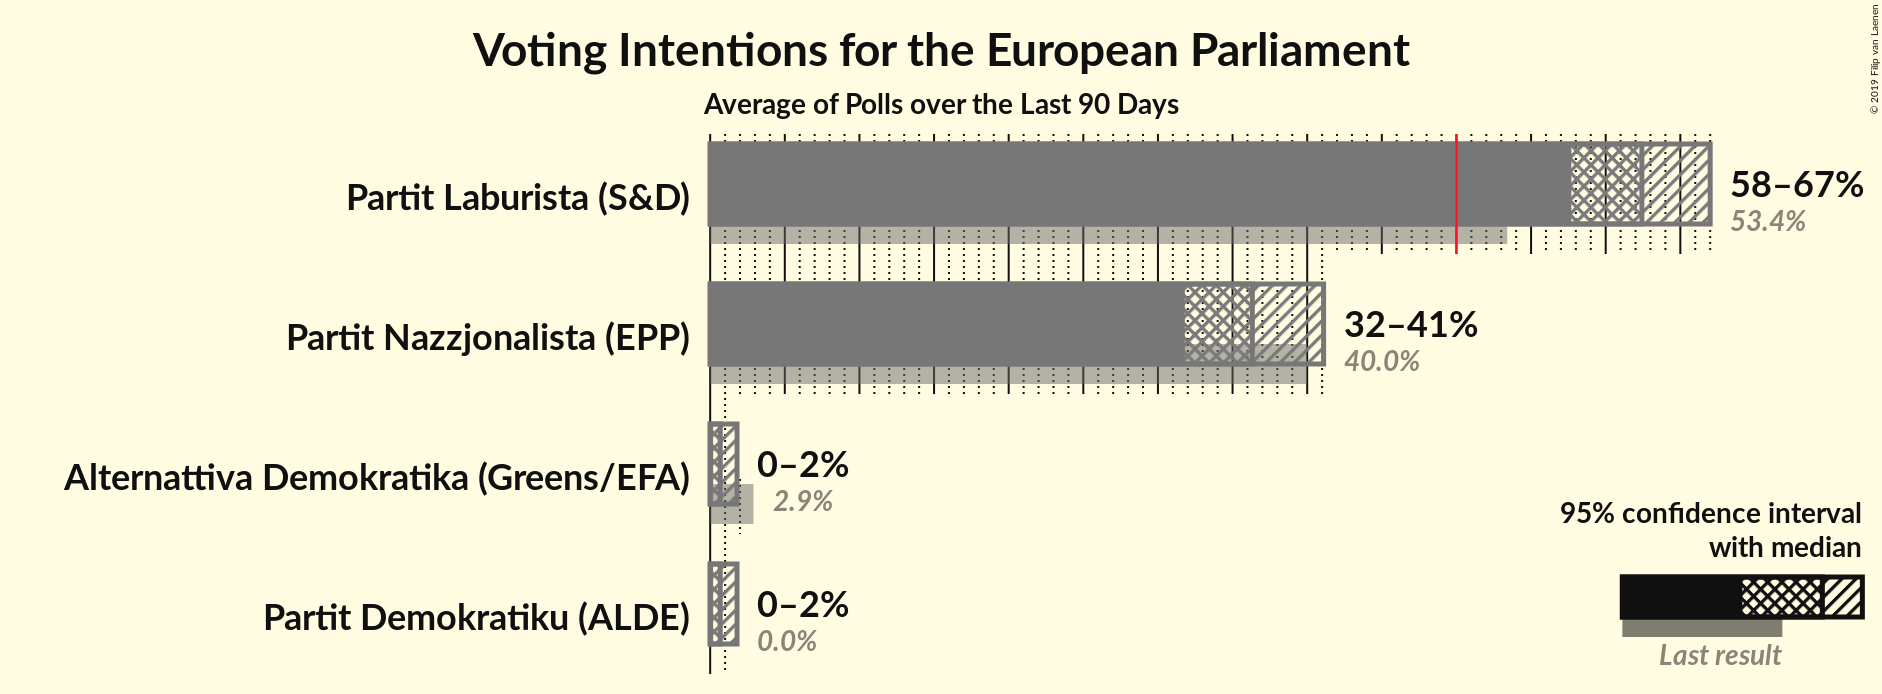 Voting Intentions for the European Parliament
Average of Polls over the Last 90 Days
© 2019 Filip van Laenen
Partit Laburista (S&D)
58–67%
53.4%
Partit Nazzjonalista (EPP)
32–41%
40.0%
Alternattiva Demokratika (Greens/EFA)
0–2%
2.9%
Partit Demokratiku (ALDE)
0–2%
0.0%
95% confidence interval
with median
Last result